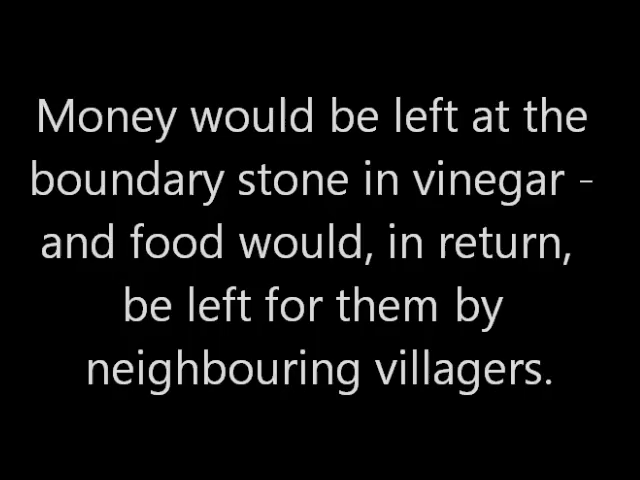 Money would be left at the
boundary stone in vinegar -
and food would, in return,
be left for them by
neighbouring villagers.